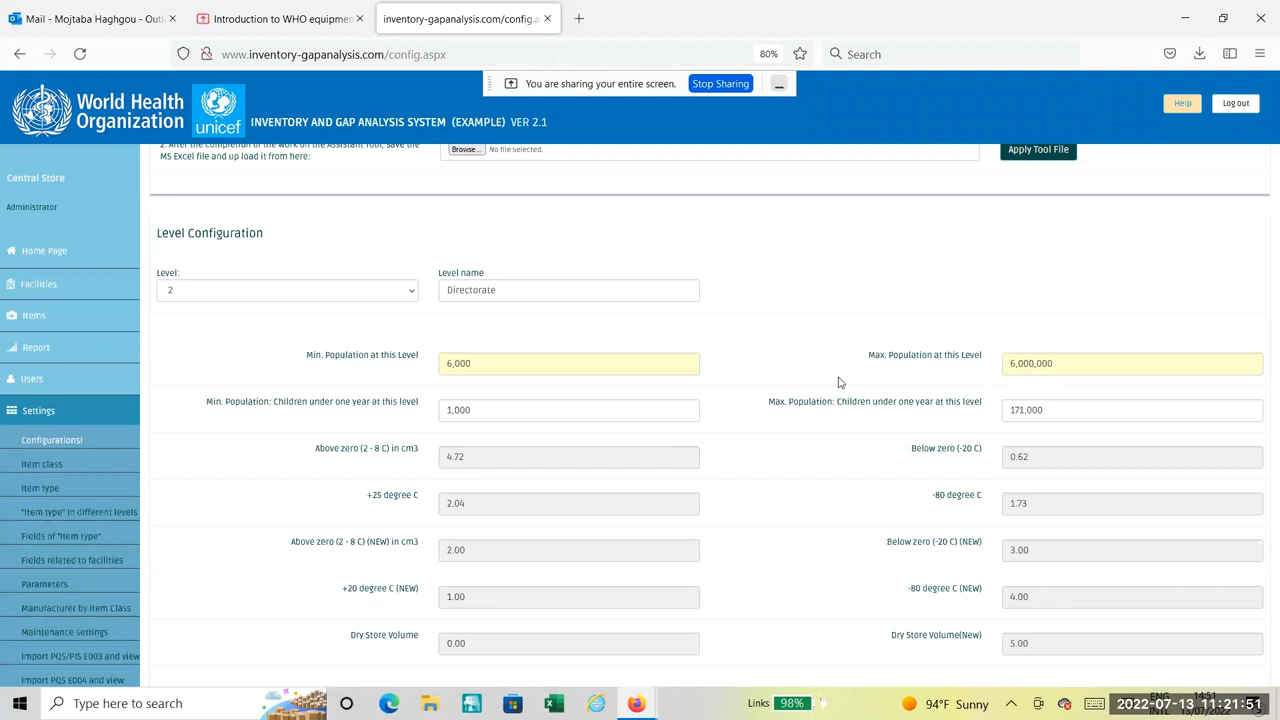 Mail - Mojtaba Haghgou - Outl
Introduction to WHO equipmen
inventory-gapanalysis.com/config.a
www.inventory-gapanalysis.com/config.aspx
80%
Search
You are sharing your entire screen.
Stop Sharing
World Health
Organization
unicef
INVENTORY AND GAP ANALYSIS SYSTEM (EXAMPLE) VER 2.1
Help
Log out
2. After the completion of the work on the Assistant Tool, save the
MS Excel file and up load it from here:
Browse... No file selected.
Apply Tool File
Central Store
Administrator
Home Page
Facilities
Items
Report
Users
Settings
Configurations!
Item class
Item type
"Item type" In different levels
Fields of "Item type"
Fields related to facilities
Parameters
Manufacturer by Item Class
Maintenance settings
Import PQS/PIS E003 and view
Import PQS E004 and view
Level Configuration
Level:
2
Level name
Directorate
Min. Population at this Level
6,000
Max. Population at this Level
6,000,000
Min. Population: Children under one year at this level
1,000
Max. Population: Children under one year at this level
171,000
Above zero (2 - 8 C) in cm3
4.72
Below zero (-20 C)
0.62
+25 degree C
2.04
-80 degree C
1.73
Above zero (2 - 8 C) (NEW) in cm3
2.00
Below zero (-20 C) (NEW)
3.00
+20 degree C (NEW)
1.00
-80 degree C (NEW)
4.00
Dry Store Volume
0.00
Dry Store Volume(New)
5.00
Type here to search
Links
98%
94°F Sunny
ENG
INTL
14:51
13/07/2022
2022-07-13 11:21:51